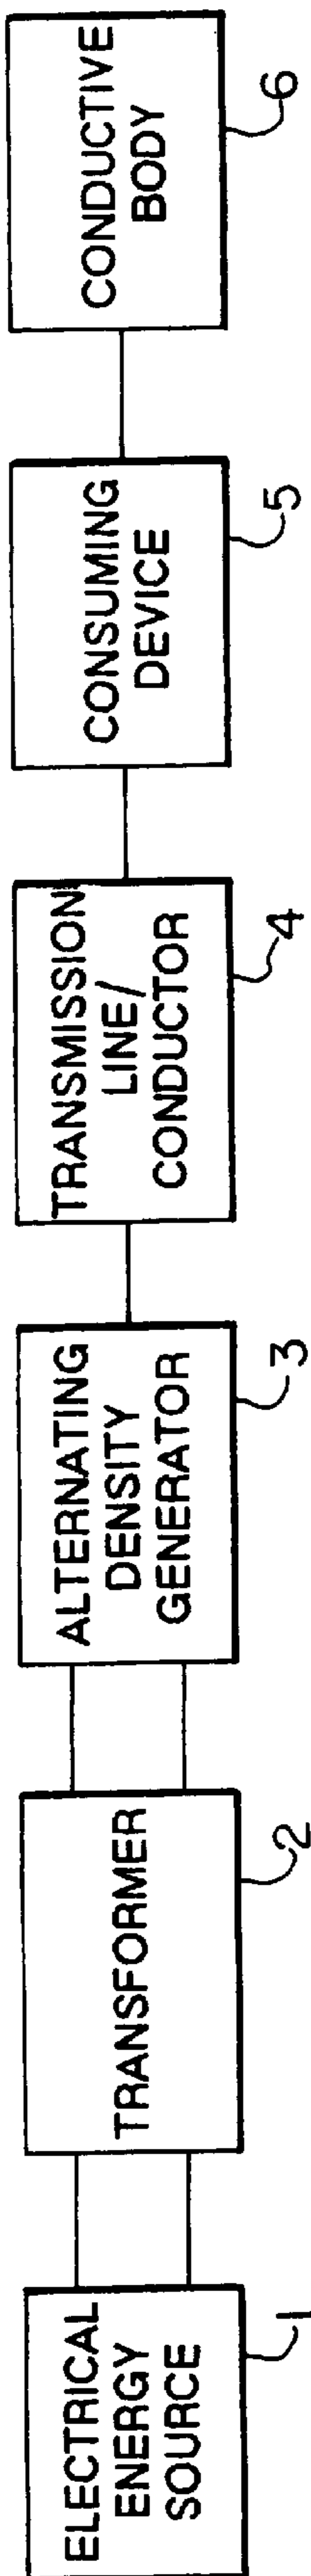 ELECTRICAL
ENERGY
SOURCE
1
TRANSFORMER
2
ALTERNATING
DENSITY
GENERATOR
3
TRANSMISSION
LINE/
CONDUCTOR
4
CONSUMING
DEVICE
5
CONDUCTIVE
BODY
6